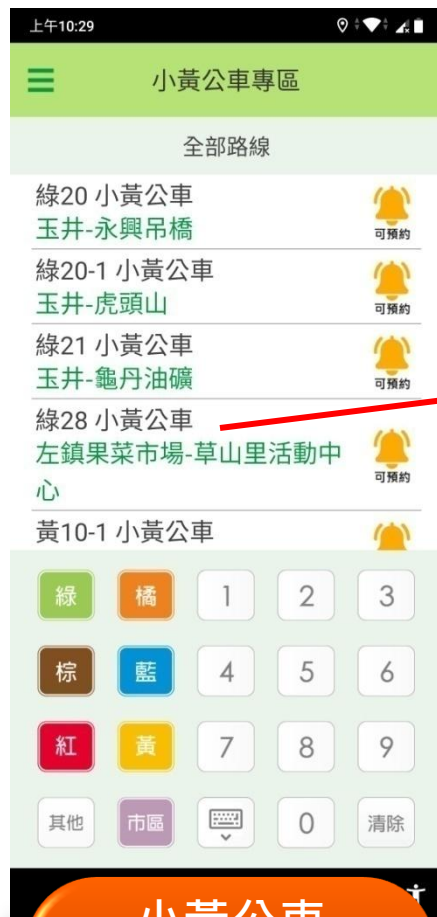 上午10:29
小黃公車專區
全部路線
綠20 小黃公車
玉井-永興吊橋
可預約
綠20-1 小黃公車
玉井-虎頭山
可預約
綠21 小黃公車
玉井-龜丹油礦
可預約
綠28 小黃公車
左鎮果菜市場-草山里活動中
心
可預約
黃10-1 小黃公車
綠 橘 1 2 3
棕 藍 4 5 6
紅 黃 7 8 9
其他 市區 0 清除
小黃公車